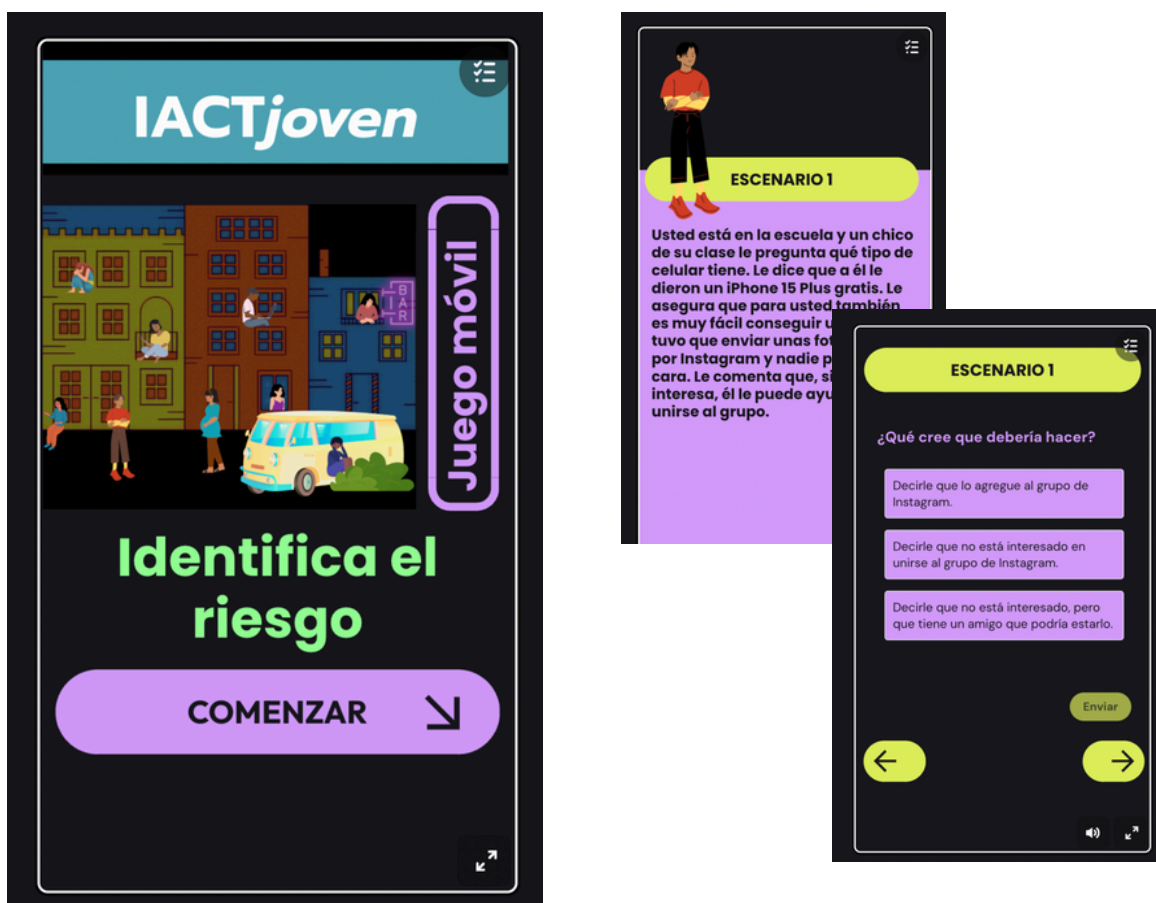 IACTjoven
Juego móvil
BAR
Identifica el
riesgo
COMENZAR
ESCENARIO 1
Usted está en la escuela y un chico
de su clase le pregunta qué tipo de
celular tiene. Le dice que a él le
dieron un iPhone 15 Plus gratis. Le
asegura que para usted también
es muy fácil conseguir
tuvo que enviar unas
por Instagram y nadie
cara. Le comenta que,
interesa, él le puede
unirse al grupo.
ESCENARIO 1
¿Qué cree que debería hacer?
Decirle que lo agregue al grupo de
Instagram.
Decirle que no está interesado en
unirse al grupo de Instagram.
Decirle que no está interesado, pero
que tiene un amigo que podría estarlo.
Enviar